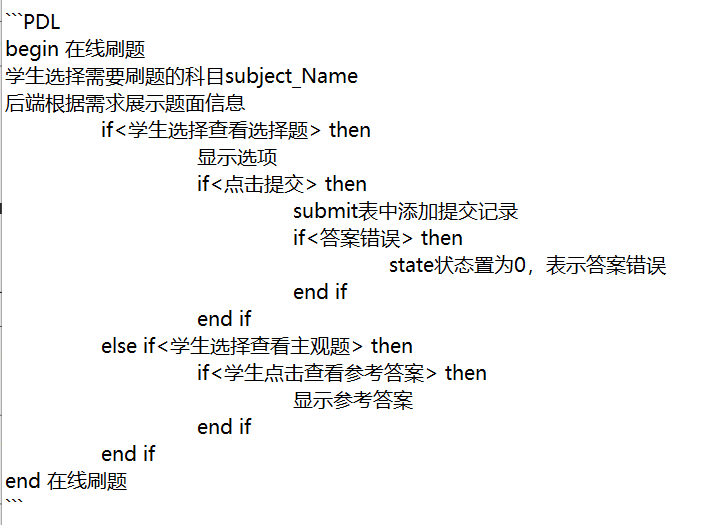 ```PDL
begin 在线刷题
学生选择需要刷题的科目subject_Name
后端根据需求展示题面信息
if<学生选择查看选择题> then
显示选项
if<点击提交> then
submit表中添加提交记录
if<答案错误> then
state状态置为0，表示答案错误
end if
end if
else if<学生选择查看主观题> then
if<学生点击查看参考答案> then
显示参考答案
end if
end if
end 在线刷题
```